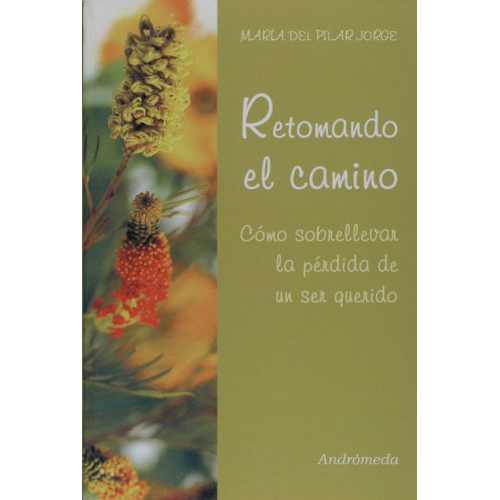 MARÍA DEL PILAR JORGE
Retomando
el camino
Cómo sobrellevar
la pérdida de
un ser querido
Andrómeda